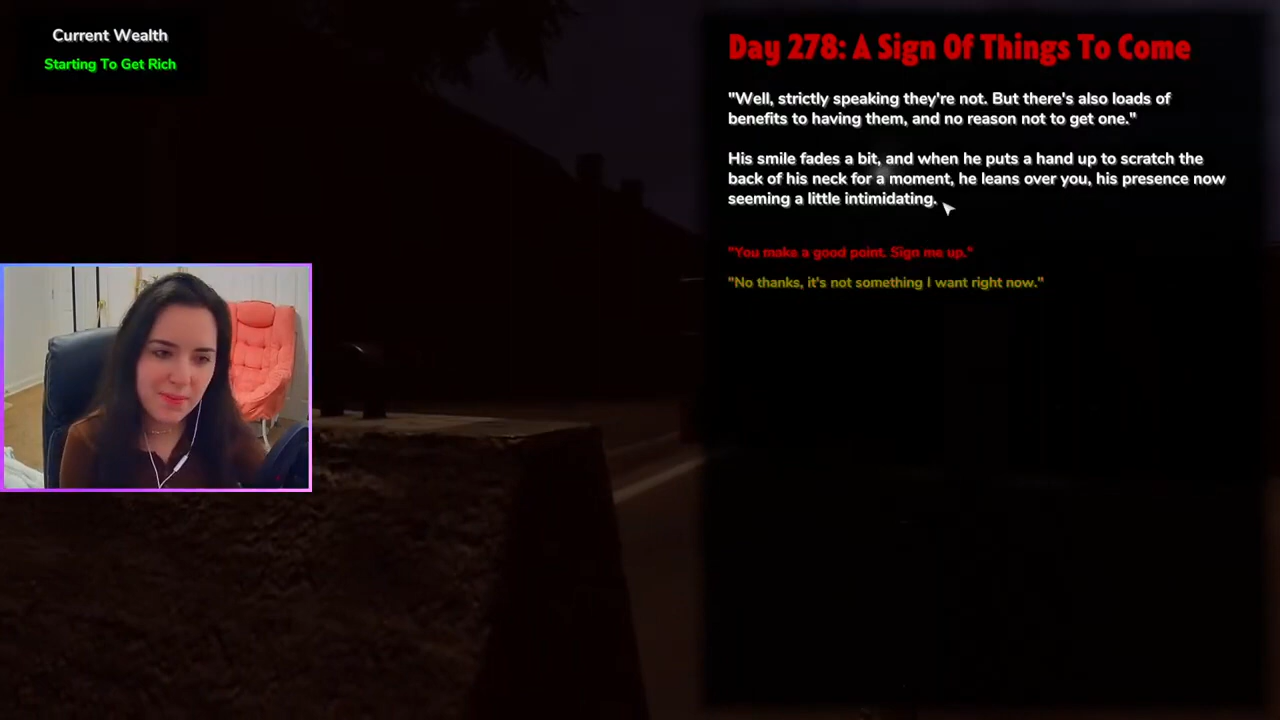 Current Wealth
Starting To Get Rich
Day 278: A Sign Of Things To Come
"Well, strictly speaking they're not. But there's also loads of
benefits to having them, and no reason not to get one."
His smile fades a bit, and when he puts a hand up to scratch the
back of his neck for a moment, he leans over you, his presence now
seeming a little intimidating.
"You make a good point. Sign me up."
"No thanks, it's not something I want right now."